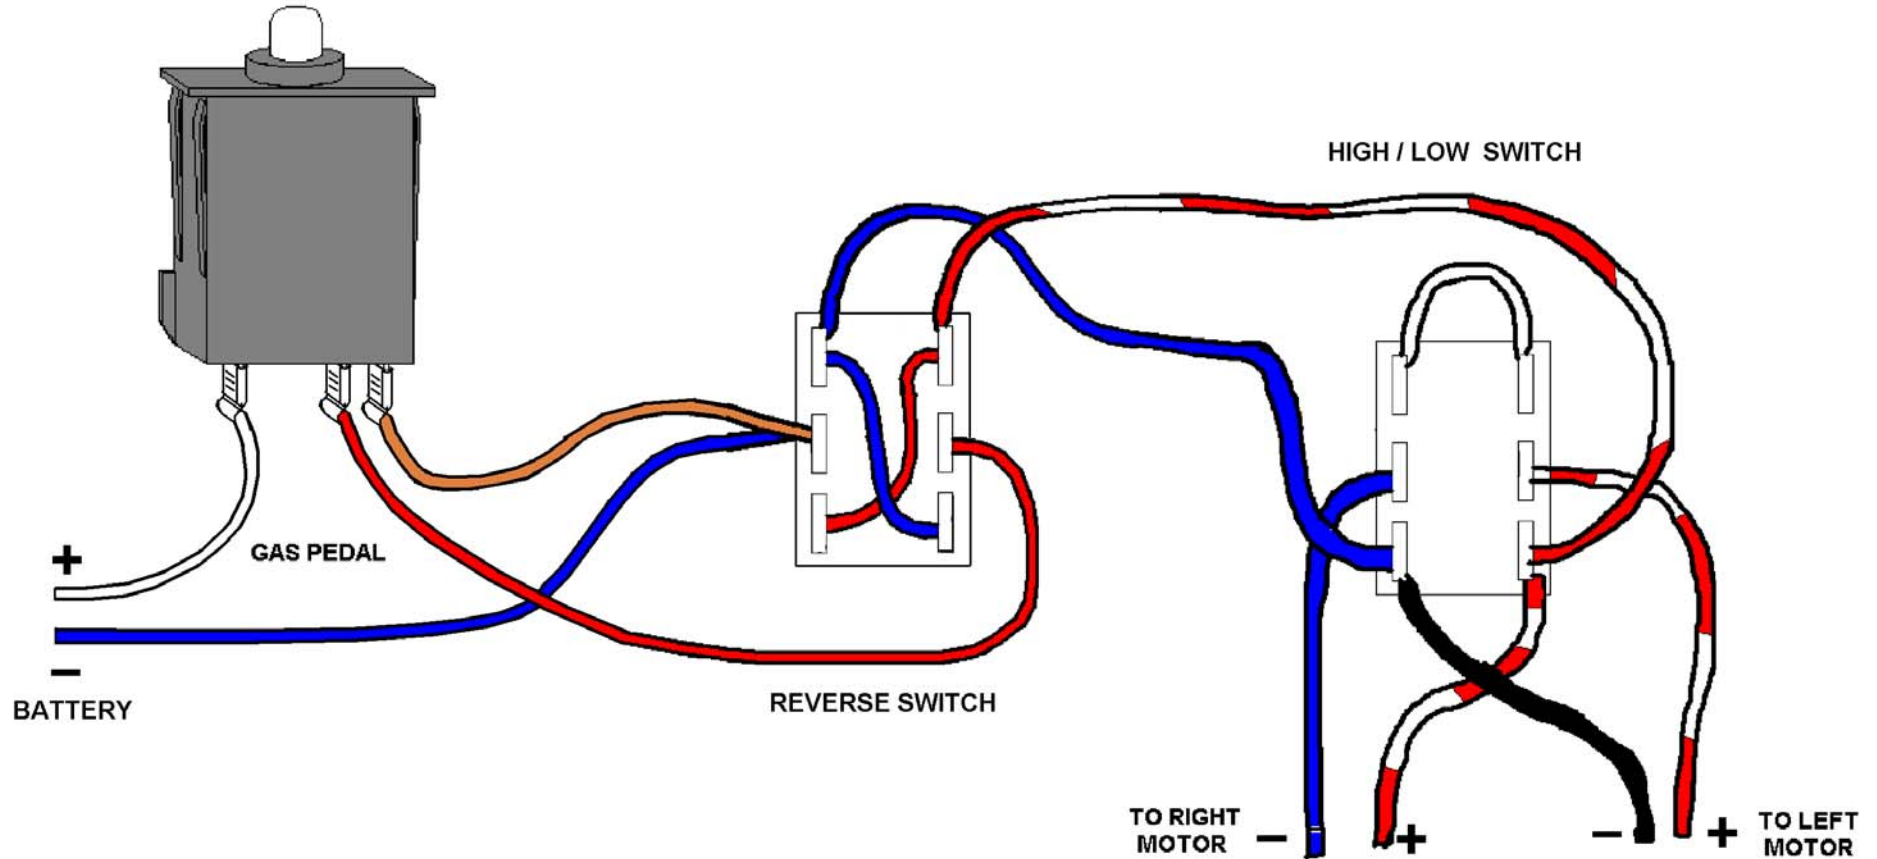 HIGH / LOW SWITCH
+
GAS PEDAL
−
BATTERY
REVERSE SWITCH
TO RIGHT
MOTOR
− +
− +
TO LEFT
MOTOR